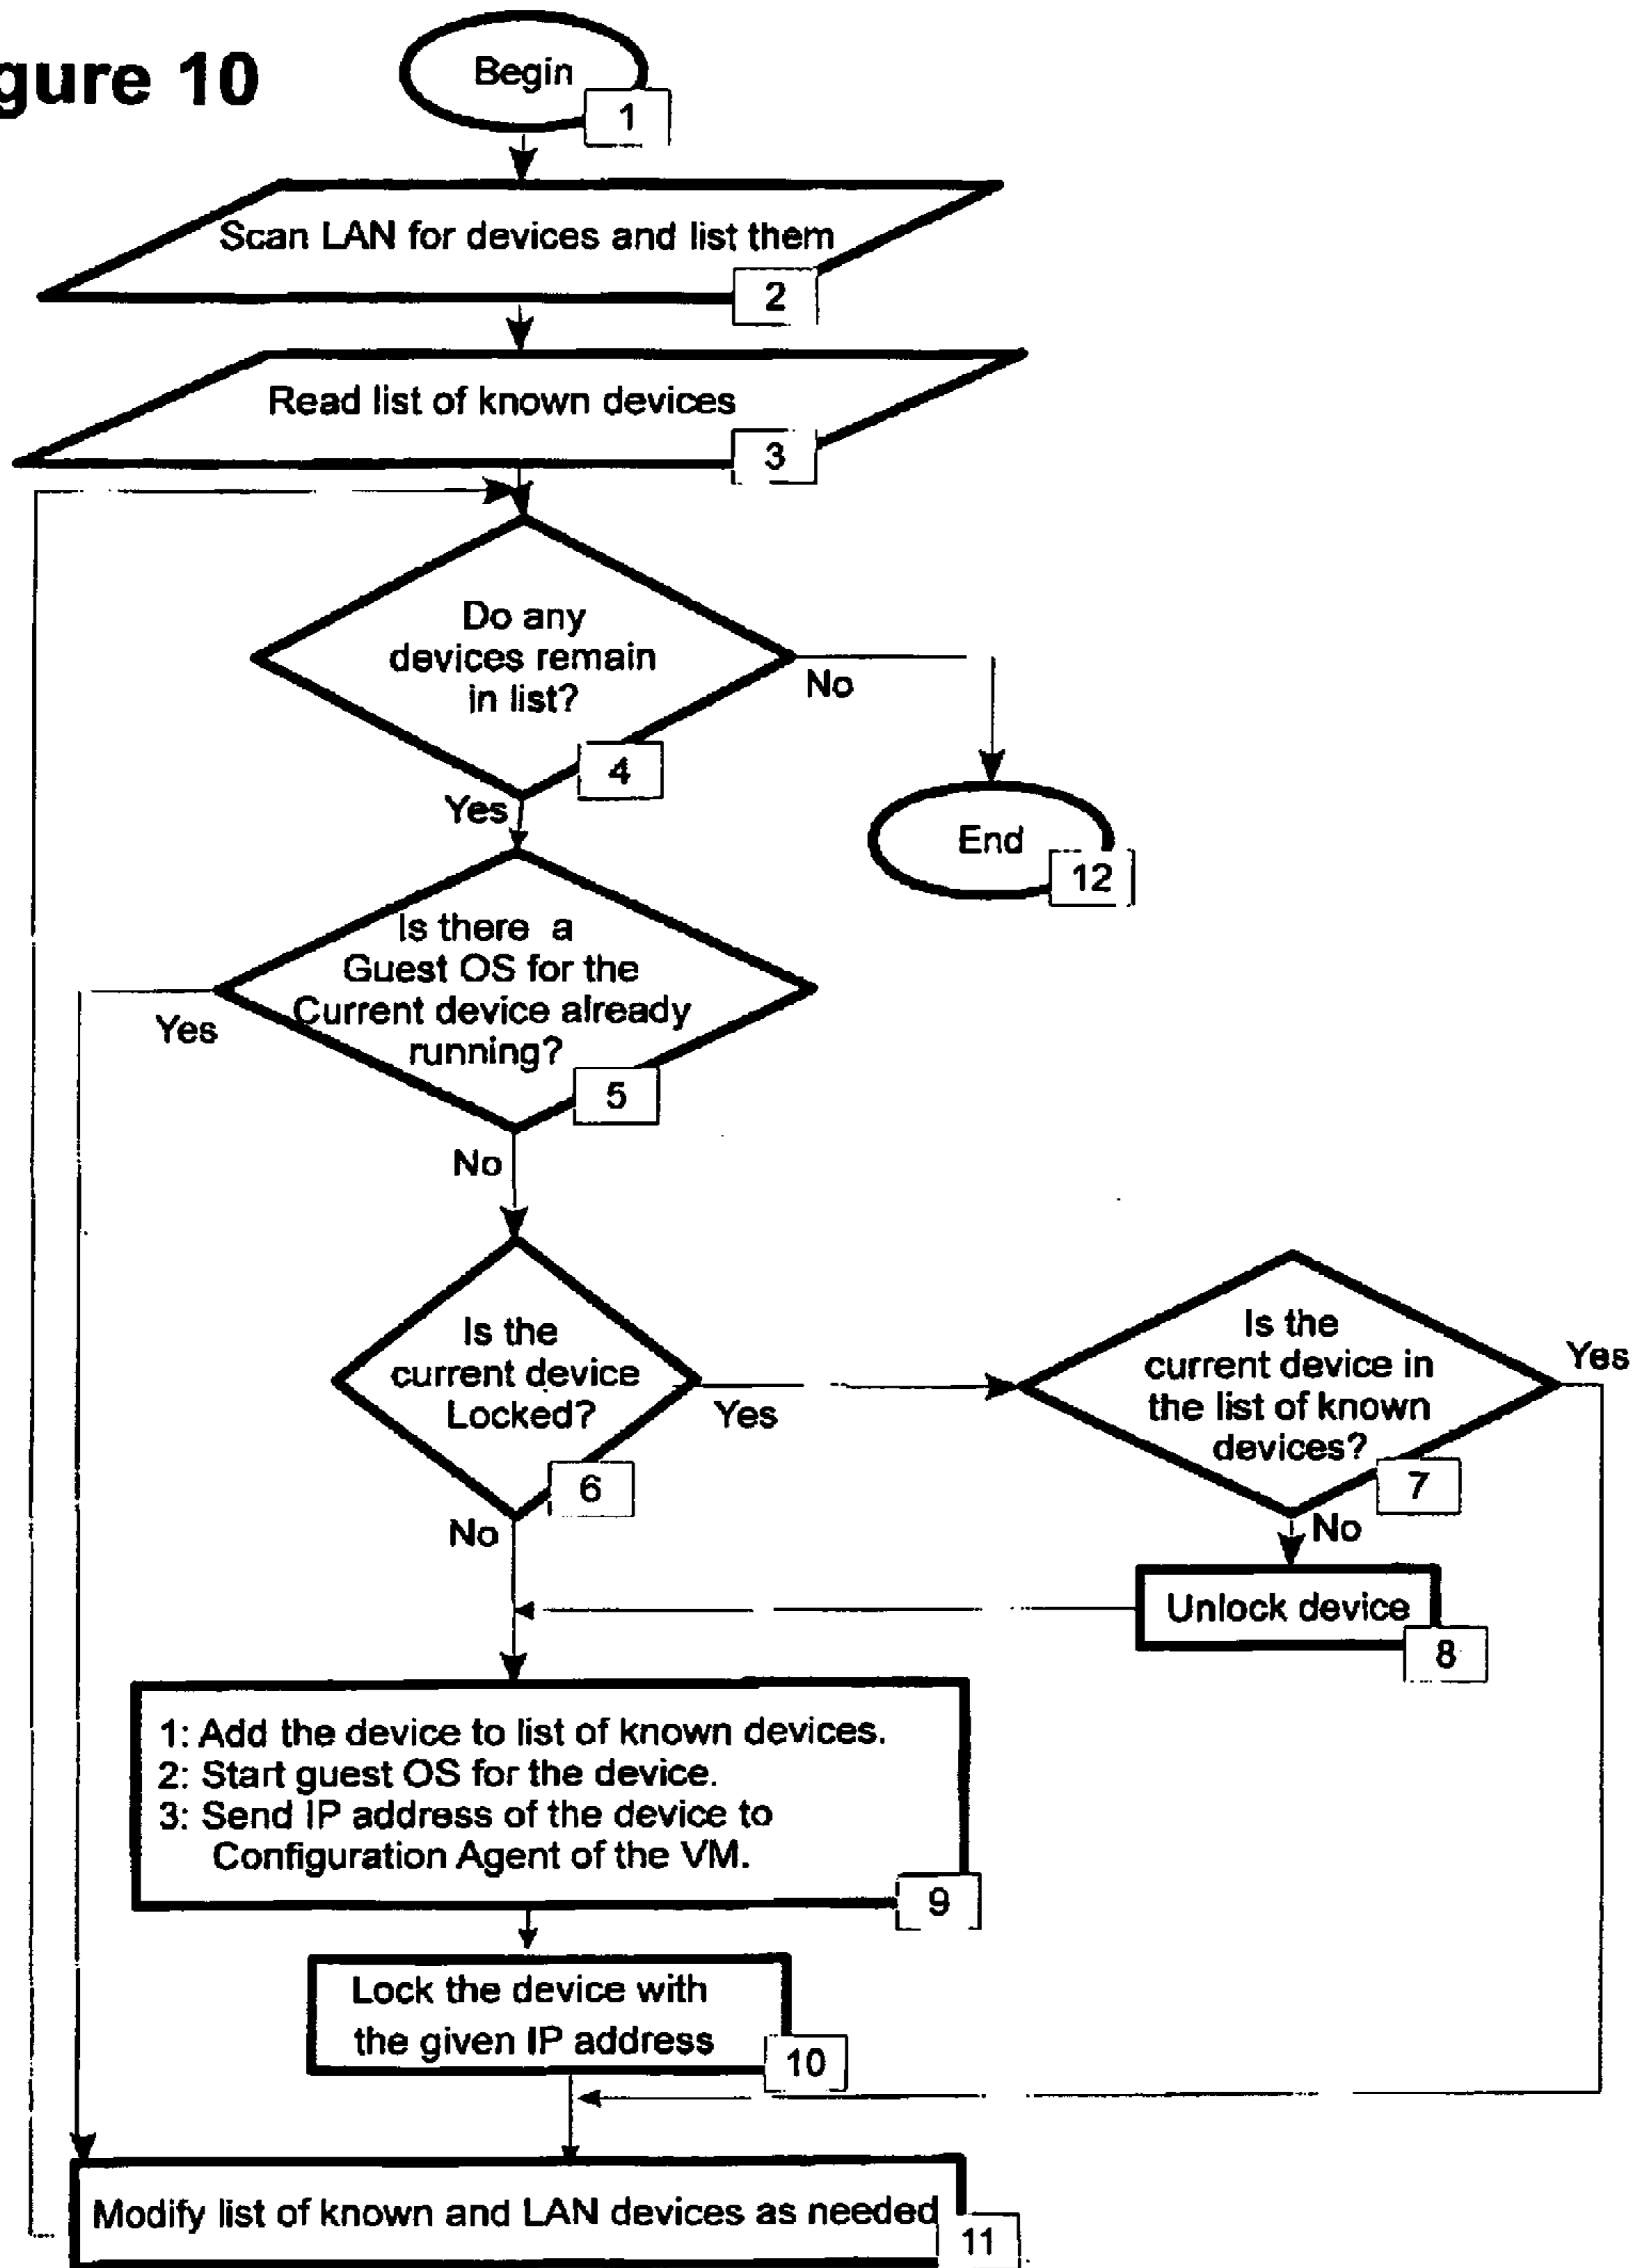 gure 10
Begin
1
Scan LAN for devices and list them
2
Read list of known devices
3
Do any
devices remain
in list?
4
No
Yes
End
12
Is there a
Guest OS for the
Current device already
running?
5
Yes
No
Is the
current device
Locked?
6
Yes
No
Is the
current device in
the list of known
devices?
7
Yes
No
Unlock device
8
1: Add the device to list of known devices.
2: Start guest OS for the device.
3: Send IP address of the device to
Configuration Agent of the VM.
9
Lock the device with
the given IP address
10
Modify list of known and LAN devices as needed
11